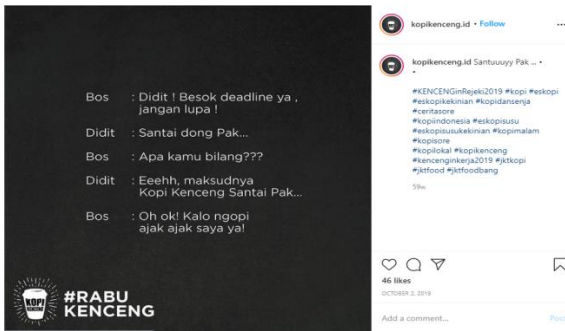 Bos : Didit ! Besok deadline ya ,
jangan lupa !
Didit : Santai dong Pak...
Bos : Apa kamu bilang???
Didit : Eeehh, maksudnya
Kopi Kenceng Santai Pak...
Bos : Oh ok! Kalo ngopi
ajak ajak saya ya!
KOPI
#RABU
KENCENG
kopikenceng.id • Follow
kopikenceng.id Santuuuyy Pak ... •
•
#KENCENGinRejeki2019 #kopi #eskopi
#eskopikekinian #kopidansenja
#ceritasore
#kopiindonesia #eskopisusu
#eskopisusukekinian #kopimalam
#kopisore
#kopilokal #kopikenceng
#kencenginkerja2019 #jktkopi
#jktfood #jktfoodbang
59w
46 likes
OCTOBER 2, 2019
Add a comment...
Post